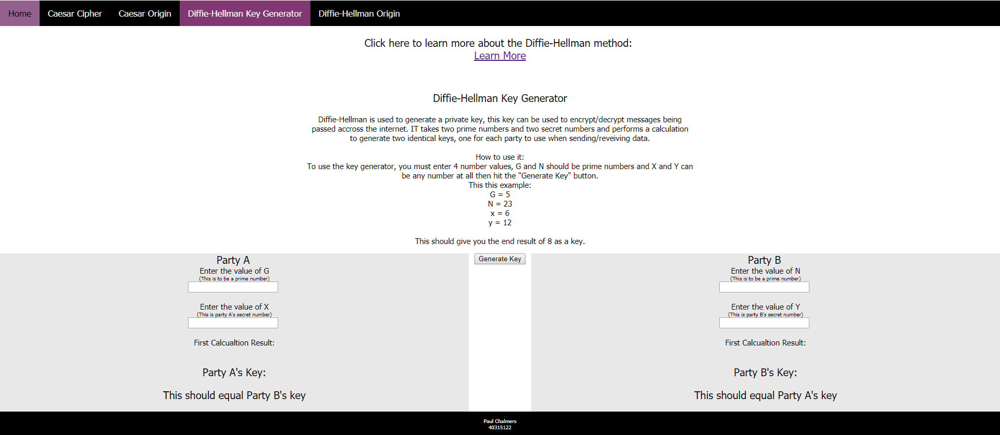 Home Caesar Cipher Caesar Origin Diffie-Hellman Key Generator Diffie-Hellman Origin
Click here to learn more about the Diffie-Hellman method:
Learn More
Diffie-Hellman Key Generator
Diffie-Hellman is used to generate a private key, this key can be used to encrypt/decrypt messages being
passed accross the internet. IT takes two prime numbers and two secret numbers and performs a calculation
to generate two identical keys, one for each party to use when sending/reveiving data.
How to use it:
To use the key generator, you must enter 4 number values, G and N should be prime numbers and X and Y can
be any number at all then hit the "Generate Key" button.
This this example:
G = 5
N = 23
x = 6
y = 12
This should give you the end result of 8 as a key.
Party A
Enter the value of G
(This is to be a prime number)
Enter the value of X
(This is party A's secret number)
First Calcualtion Result:
Party A's Key:
This should equal Party B's key
Generate Key
Party B
Enter the value of N
(This is to be a prime number)
Enter the value of Y
(This is party B's secret number)
First Calcualtion Result:
Party B's Key:
This should equal Party A's key
Paul Chalmers
40315122